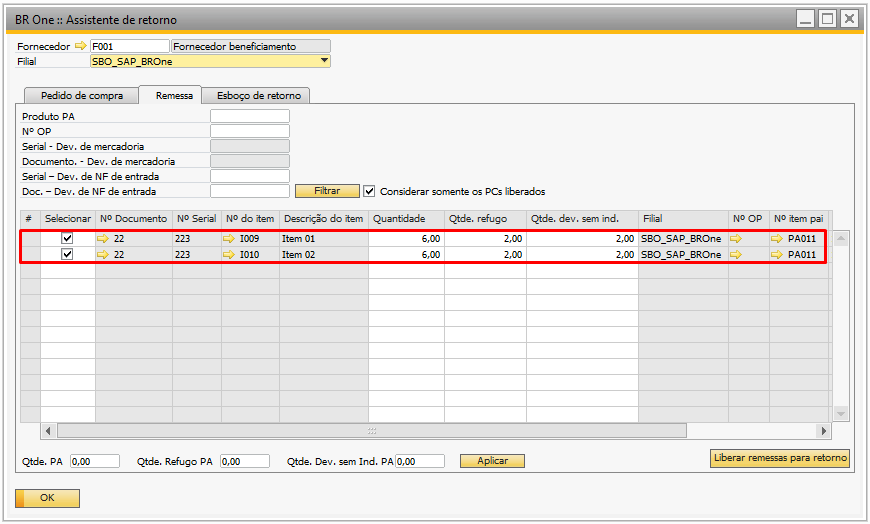 BR One :: Assistente de retorno
Fornecedor F001 Fornecedor beneficiamento
Filial SBO_SAP_BROne
Pedido de compra Remessa Esboço de retorno
Produto PA
Nº OP
Serial - Dev. de mercadoria
Documento. - Dev. de mercadoria
Serial – Dev. de NF de entrada
Doc. – Dev. de NF de entrada Filtrar Considerar somente os PCs liberados
# Selecionar Nº Documento Nº Serial Nº do item Descrição do item Quantidade Qtde. refugo Qtde. dev. sem ind. Filial Nº OP Nº item pai
22 223 I009 Item 01 6,00 2,00 2,00 SBO_SAP_BROne PA011
22 223 I010 Item 02 6,00 2,00 2,00 SBO_SAP_BROne PA011
Qtde. PA 0,00 Qtde. Refugo PA 0,00 Qtde. Dev. sem Ind. PA 0,00 Aplicar Liberar remessas para retorno
OK